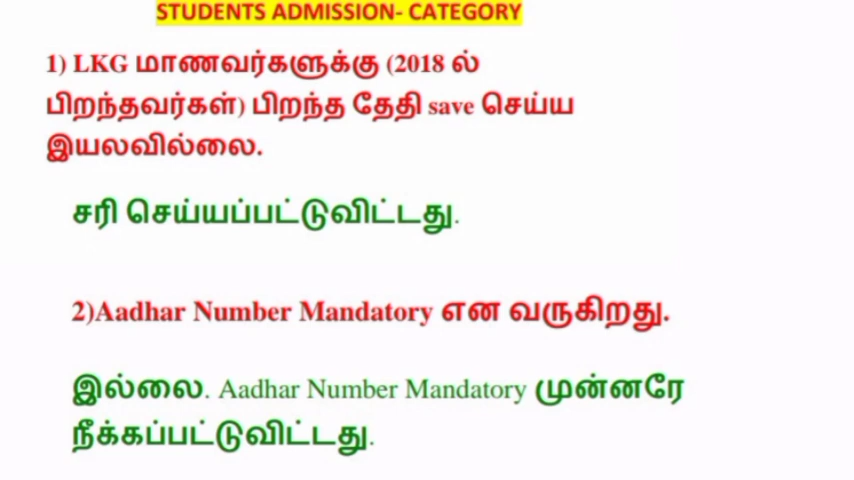 STUDENTS ADMISSION- CATEGORY
1) LKG மாணவர்களுக்கு (2018 ல்
பிறந்தவர்கள்) பிறந்த தேதி save செய்ய
இயலவில்லை.
சரி செய்யப்பட்டுவிட்டது.
2)Aadhar Number Mandatory என வருகிறது.
இல்லை. Aadhar Number Mandatory முன்னரே
நீக்கப்பட்டுவிட்டது.